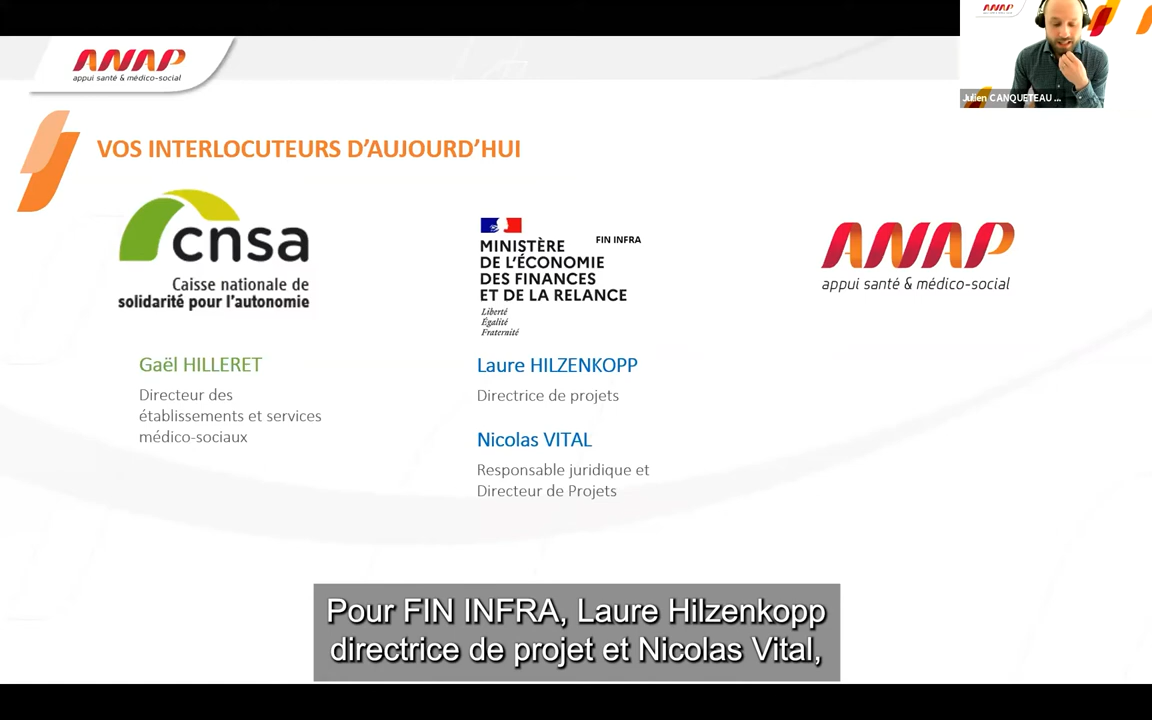 ANAP
appui santé & médico-social
ANAP
Julien CANQUETEAU ...
VOS INTERLOCUTEURS D'AUJOURD'HUI
cnsa
Caisse nationale de
solidarité pour l'autonomie
Gaël HILLERET
Directeur des
établissements et services
médico-sociaux
FIN INFRA
MINISTÈRE
DE L'ÉCONOMIE
DES FINANCES
ET DE LA RELANCE
Liberté
Égalité
Fraternité
Laure HILZENKOPP
Directrice de projets
Nicolas VITAL
Responsable juridique et
Directeur de Projets
ANAP
appui santé & médico-social
Pour FIN INFRA, Laure Hilzenkopp
directrice de projet et Nicolas Vital,